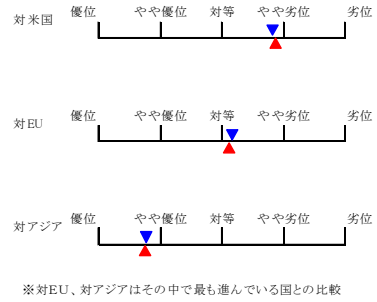 優位 やや優位 対等 やや劣位 劣位
対米国
優位 やや優位 対等 やや劣位 劣位
対EU
優位 やや優位 対等 やや劣位 劣位
対アジア
※対EU、対アジアはその中で最も進んでいる国との比較